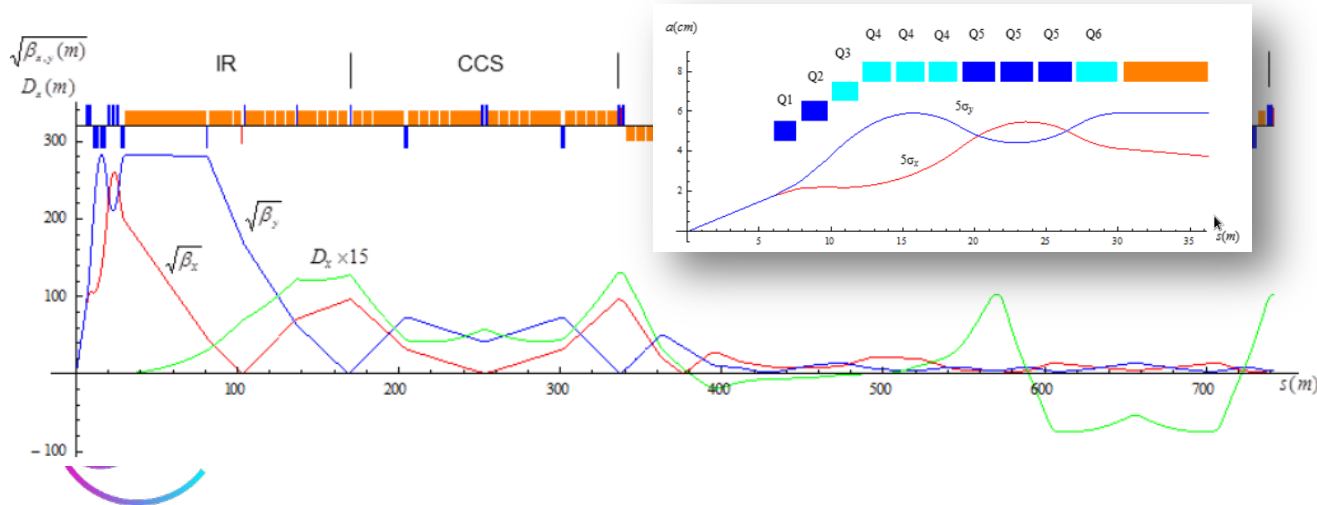 √β_{x,y}(m)
D_x(m)
IR
CCS
300
200
100
-100
√β_y
√β_x
D_x ×15
100
200
300
400
500
600
700
s(m)
a(cm)
Q1
Q2
Q3
Q4
Q4
Q4
Q5
Q5
Q5
Q6
8
6
4
2
5σ_y
5σ_x
5
10
15
20
25
30
35
s(m)